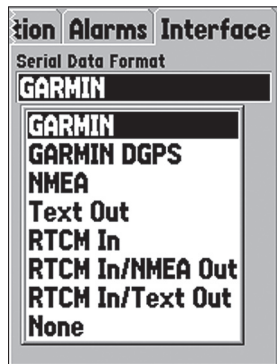 tion Alarms Interface
Serial Data Format
GARMIN
GARMIN
GARMIN DGPS
NMEA
Text Out
RTCM In
RTCM In/NMEA Out
RTCM In/Text Out
None